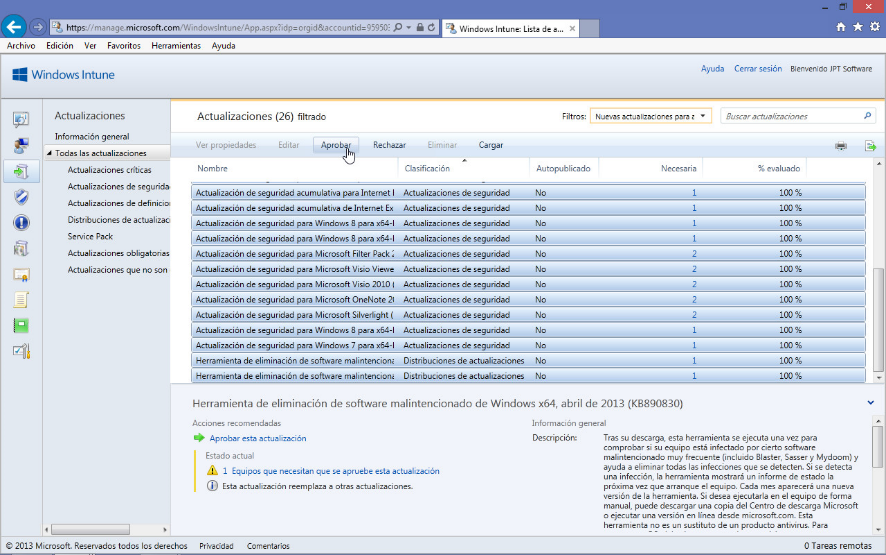 https://manage.microsoft.com/WindowsIntune/App.aspx?idp=orgid&accountid=95950
Windows Intune: Lista de a...
Archivo Edición Ver Favoritos Herramientas Ayuda
Windows Intune
Ayuda Cerrar sesión Bienvenido JPT Software
Actualizaciones
Información general
Todas las actualizaciones
Actualizaciones críticas
Actualizaciones de segurida
Actualizaciones de definicio
Distribuciones de actualizac
Service Pack
Actualizaciones obligatorias
Actualizaciones que no son
Actualizaciones (26) filtrado
Filtros: Nuevas actualizaciones para a
Buscar actualizaciones
Ver propiedades Editar Aprobar Rechazar Eliminar Cargar
Nombre Clasificación Autopublicado Necesaria % evaluado
Actualización de seguridad acumulativa para Internet Actualizaciones de seguridad No 1 100 %
Actualización de seguridad acumulativa de Internet Ex Actualizaciones de seguridad No 1 100 %
Actualización de seguridad para Windows 8 para x64- Actualizaciones de seguridad No 1 100 %
Actualización de seguridad para Windows 8 para x64- Actualizaciones de seguridad No 1 100 %
Actualización de seguridad para Microsoft Filter Pack 2 Actualizaciones de seguridad No 2 100 %
Actualización de seguridad para Microsoft Visio Viewe Actualizaciones de seguridad No 2 100 %
Actualización de seguridad para Microsoft Visio 2010 ( Actualizaciones de seguridad No 2 100 %
Actualización de seguridad para Microsoft OneNote 20 Actualizaciones de seguridad No 2 100 %
Actualización de seguridad para Microsoft Silverlight ( Actualizaciones de seguridad No 2 100 %
Actualización de seguridad para Windows 8 para x64- Actualizaciones de seguridad No 1 100 %
Actualización de seguridad para Windows 7 para x64- Actualizaciones de seguridad No 1 100 %
Herramienta de eliminación de software malintenciona Distribuciones de actualizaciones No 1 100 %
Herramienta de eliminación de software malintenciona Distribuciones de actualizaciones No 1 100 %
Herramienta de eliminación de software malintencionado de Windows x64, abril de 2013 (KB890830)
Acciones recomendadas
Aprobar esta actualización
Estado actual
1 Equipos que necesitan que se apruebe esta actualización
Esta actualización reemplaza a otras actualizaciones.
Información general
Descripción: Tras su descarga, esta herramienta se ejecuta una vez para
comprobar si su equipo está infectado por cierto software
malintencionado muy frecuente (incluido Blaster, Sasser y Mydoom) y
ayuda a eliminar todas las infecciones que se detecten. Si se detecta
una infección, la herramienta mostrará un informe de estado la
próxima vez que arranque el equipo. Cada mes aparecerá una nueva
versión de la herramienta. Si desea ejecutarla en el equipo de forma
manual, puede descargar una copia del Centro de descarga Microsoft
o ejecutar una versión en línea desde microsoft.com. Esta
herramienta no es un sustituto de un producto antivirus. Para
© 2013 Microsoft. Reservados todos los derechos Privacidad Comentarios
0 Tareas remotas